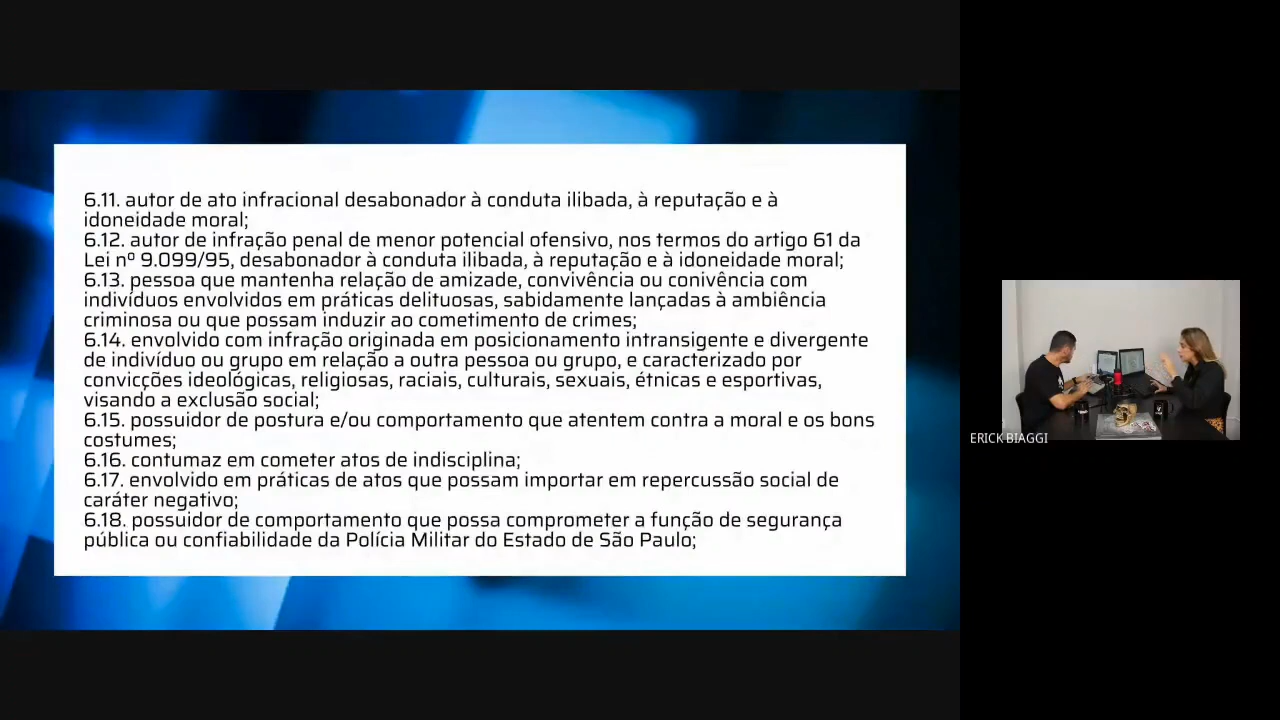 6.11. autor de ato infracional desabonador à conduta ilibada, à reputação e à
idoneidade moral;
6.12. autor de infração penal de menor potencial ofensivo, nos termos do artigo 61 da
Lei nº 9.099/95, desabonador à conduta ilibada, à reputação e à idoneidade moral;
6.13. pessoa que mantenha relação de amizade, convivência ou conivência com
indivíduos envolvidos em práticas delituosas, sabidamente lançadas à ambiência
criminosa ou que possam induzir ao cometimento de crimes;
6.14. envolvido com infração originada em posicionamento intransigente e divergente
de indivíduo ou grupo em relação a outra pessoa ou grupo, e caracterizado por
convicções ideológicas, religiosas, raciais, culturais, sexuais, étnicas e esportivas,
visando a exclusão social;
6.15. possuidor de postura e/ou comportamento que atentem contra a moral e os bons
costumes;
6.16. contumaz em cometer atos de indisciplina;
6.17. envolvido em práticas de atos que possam importar em repercussão social de
caráter negativo;
6.18. possuidor de comportamento que possa comprometer a função de segurança
pública ou confiabilidade da Polícia Militar do Estado de São Paulo;
ERICK BIAGGI